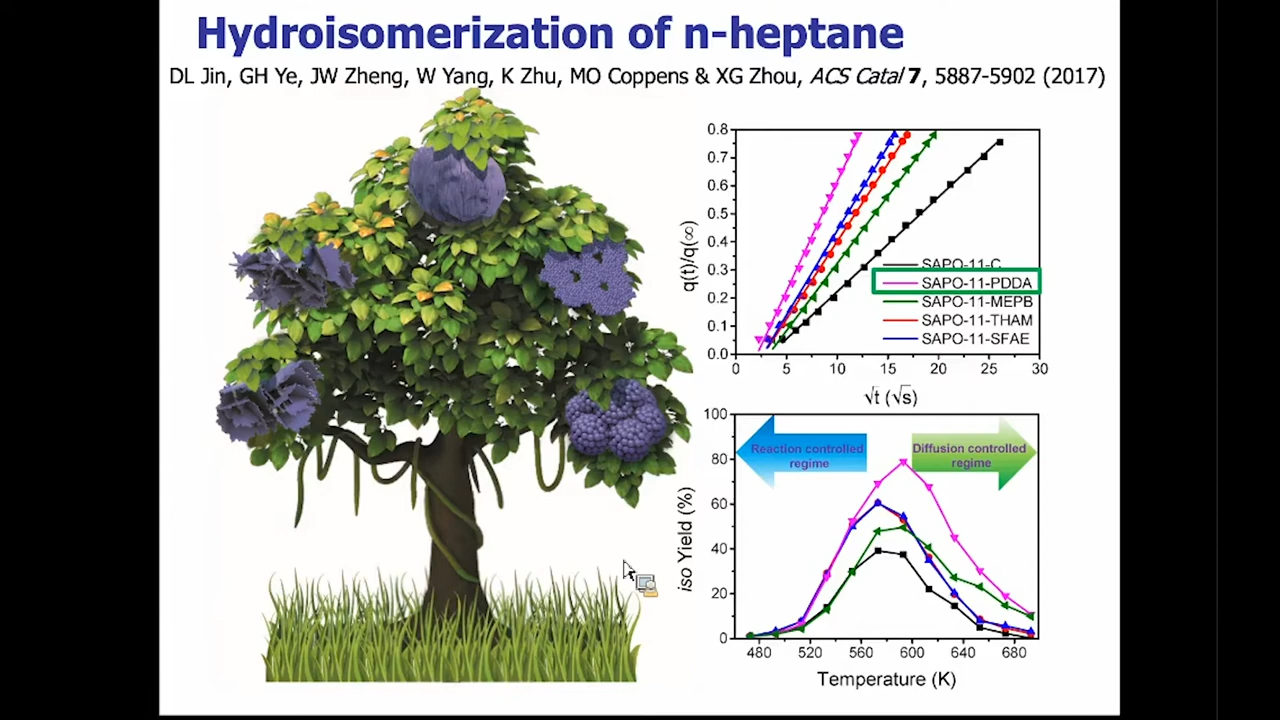 Hydroisomerization of n-heptane
DL Jin, GH Ye, JW Zheng, W Yang, K Zhu, MO Coppens & XG Zhou, ACS Catal 7, 5887-5902 (2017)
0.8
0.7
0.6
0.5
0.4
0.3
0.2
0.1
0.0
q(t)/q(∞)
SAPO-11-C
SAPO-11-PDDA
SAPO-11-MEPB
SAPO-11-THAM
SAPO-11-SFAE
0 5 10 15 20 25 30
√t (√s)
100
80
60
40
20
0
iso Yield (%)
Reaction controlled
regime
Diffusion controlled
regime
480 520 560 600 640 680
Temperature (K)